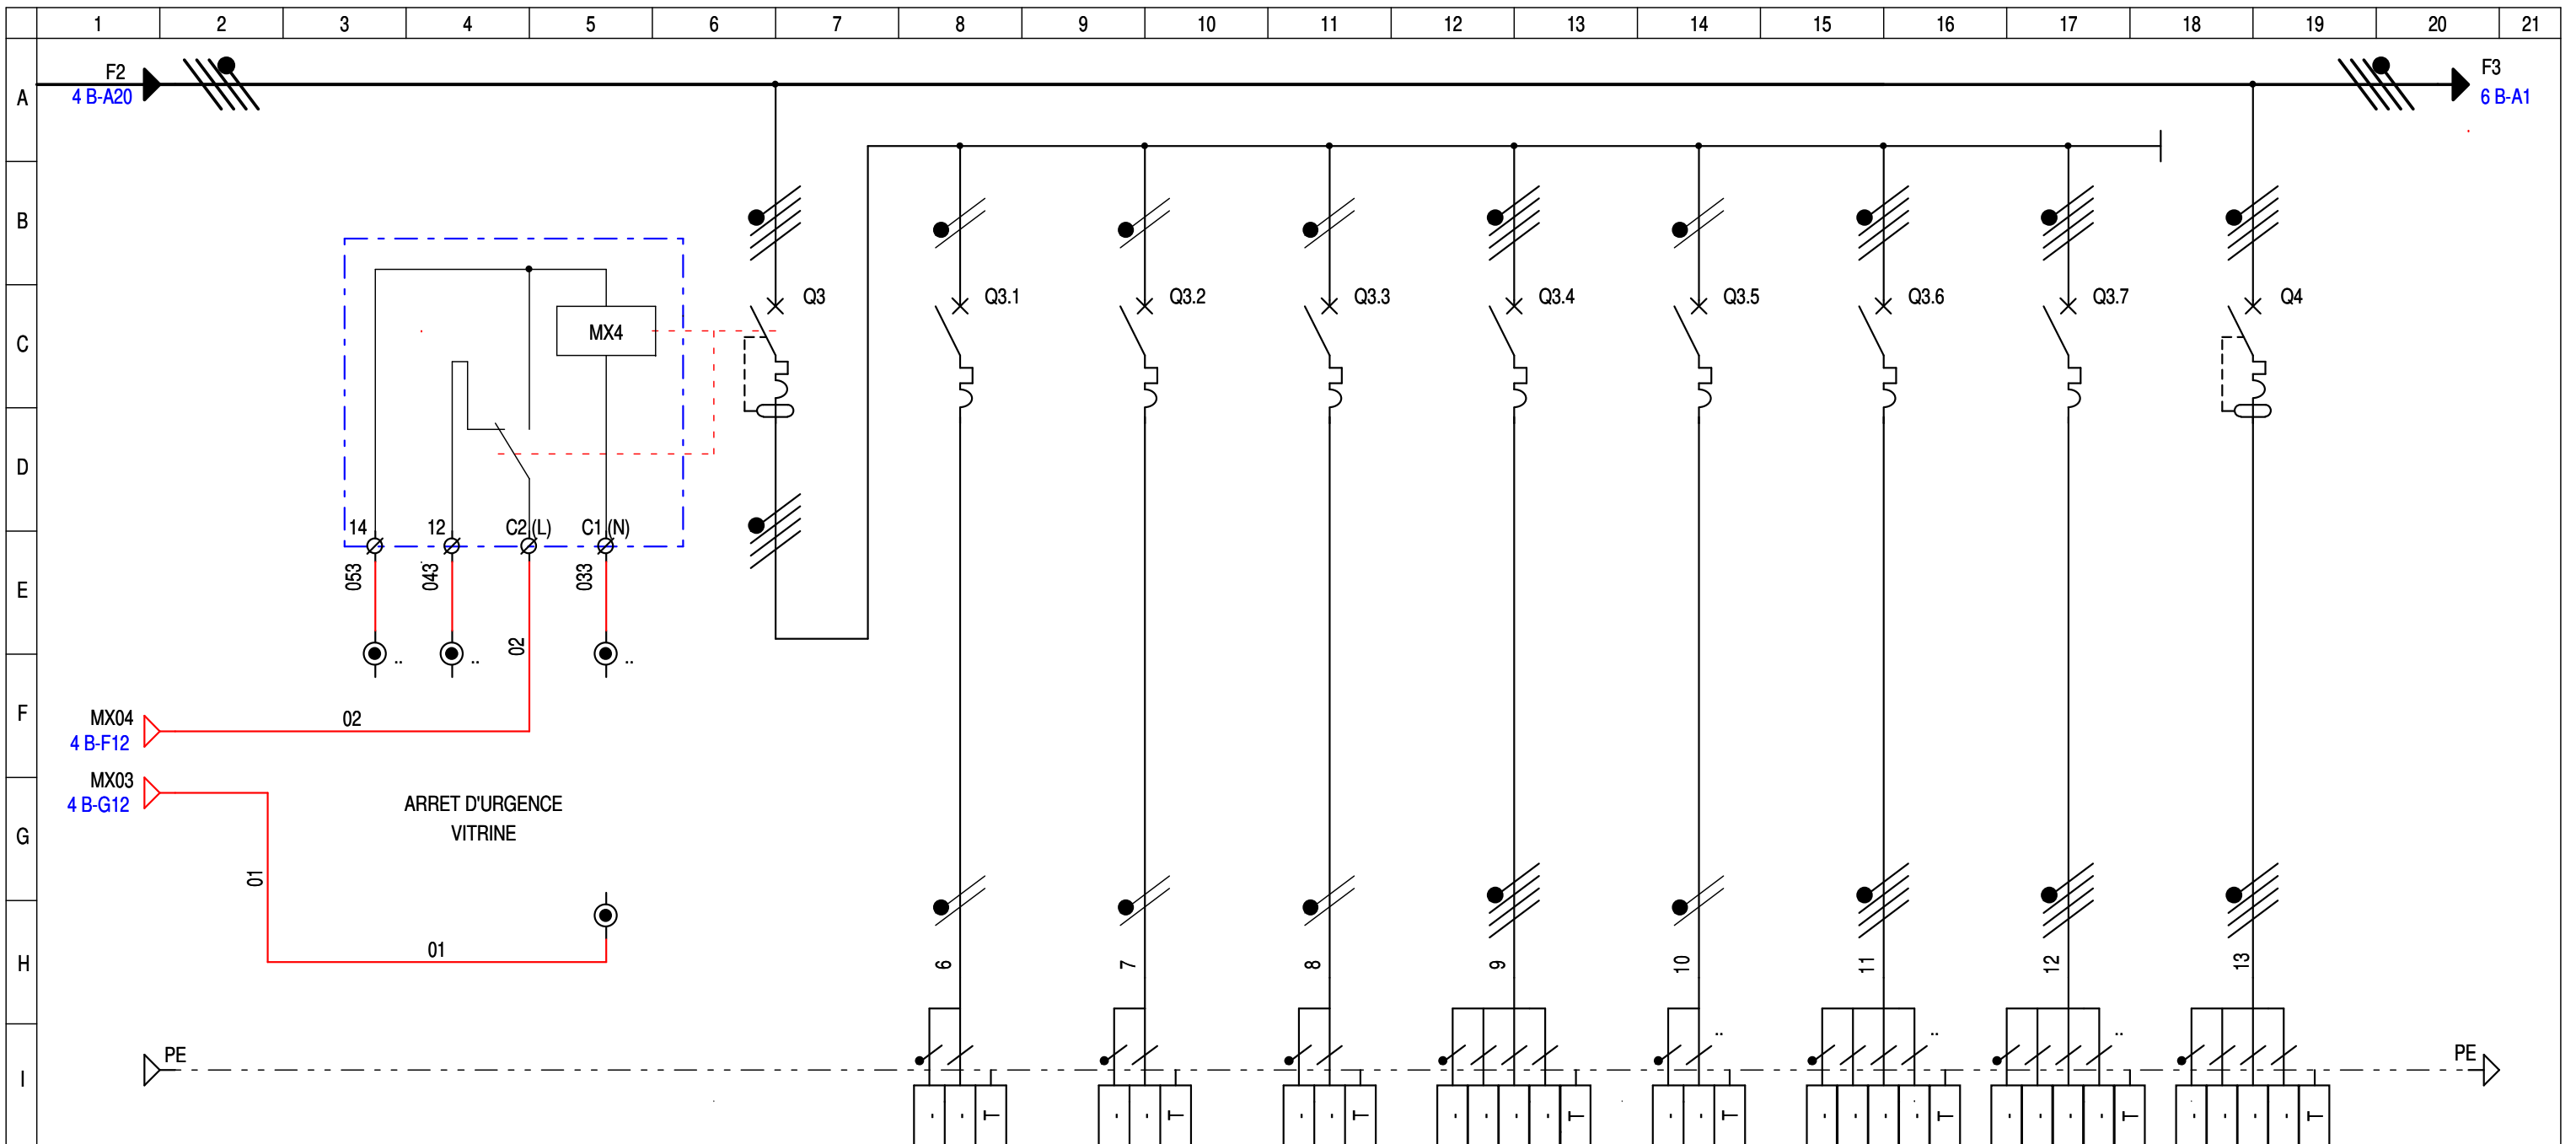 1 2 3 4 5 6 7 8 9 10 11 12 13 14 15 16 17 18 19 20 21
A
F2
4 B-A20
F3
6 B-A1
B
C
Q3 Q3.1 Q3.2 Q3.3 Q3.4 Q3.5 Q3.6 Q3.7 Q4
MX4
D
14 12 C2 (L) C1 (N)
E
053 043 02 033
.. .. ..
F
MX04
4 B-F12
02
MX03
4 B-G12
G
ARRET D'URGENCE
VITRINE
01
H
01
6 7 8 9 10 11 12 13
.. .. ..
I
PE PE
- - T - - T - - T - - - - T - - T - - - - T - - - - T - - - - T